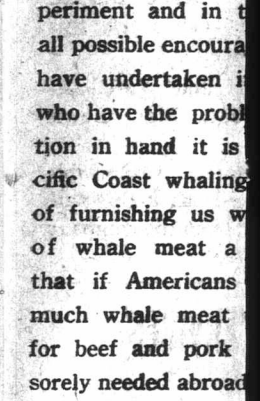 periment and in t
all possible encoura
have undertaken i
who have the probl
tion in hand it is
cific Coast whaling
of furnishing us w
of whale meat a
that if Americans
much whale meat
for beef and pork
sorely needed abroad